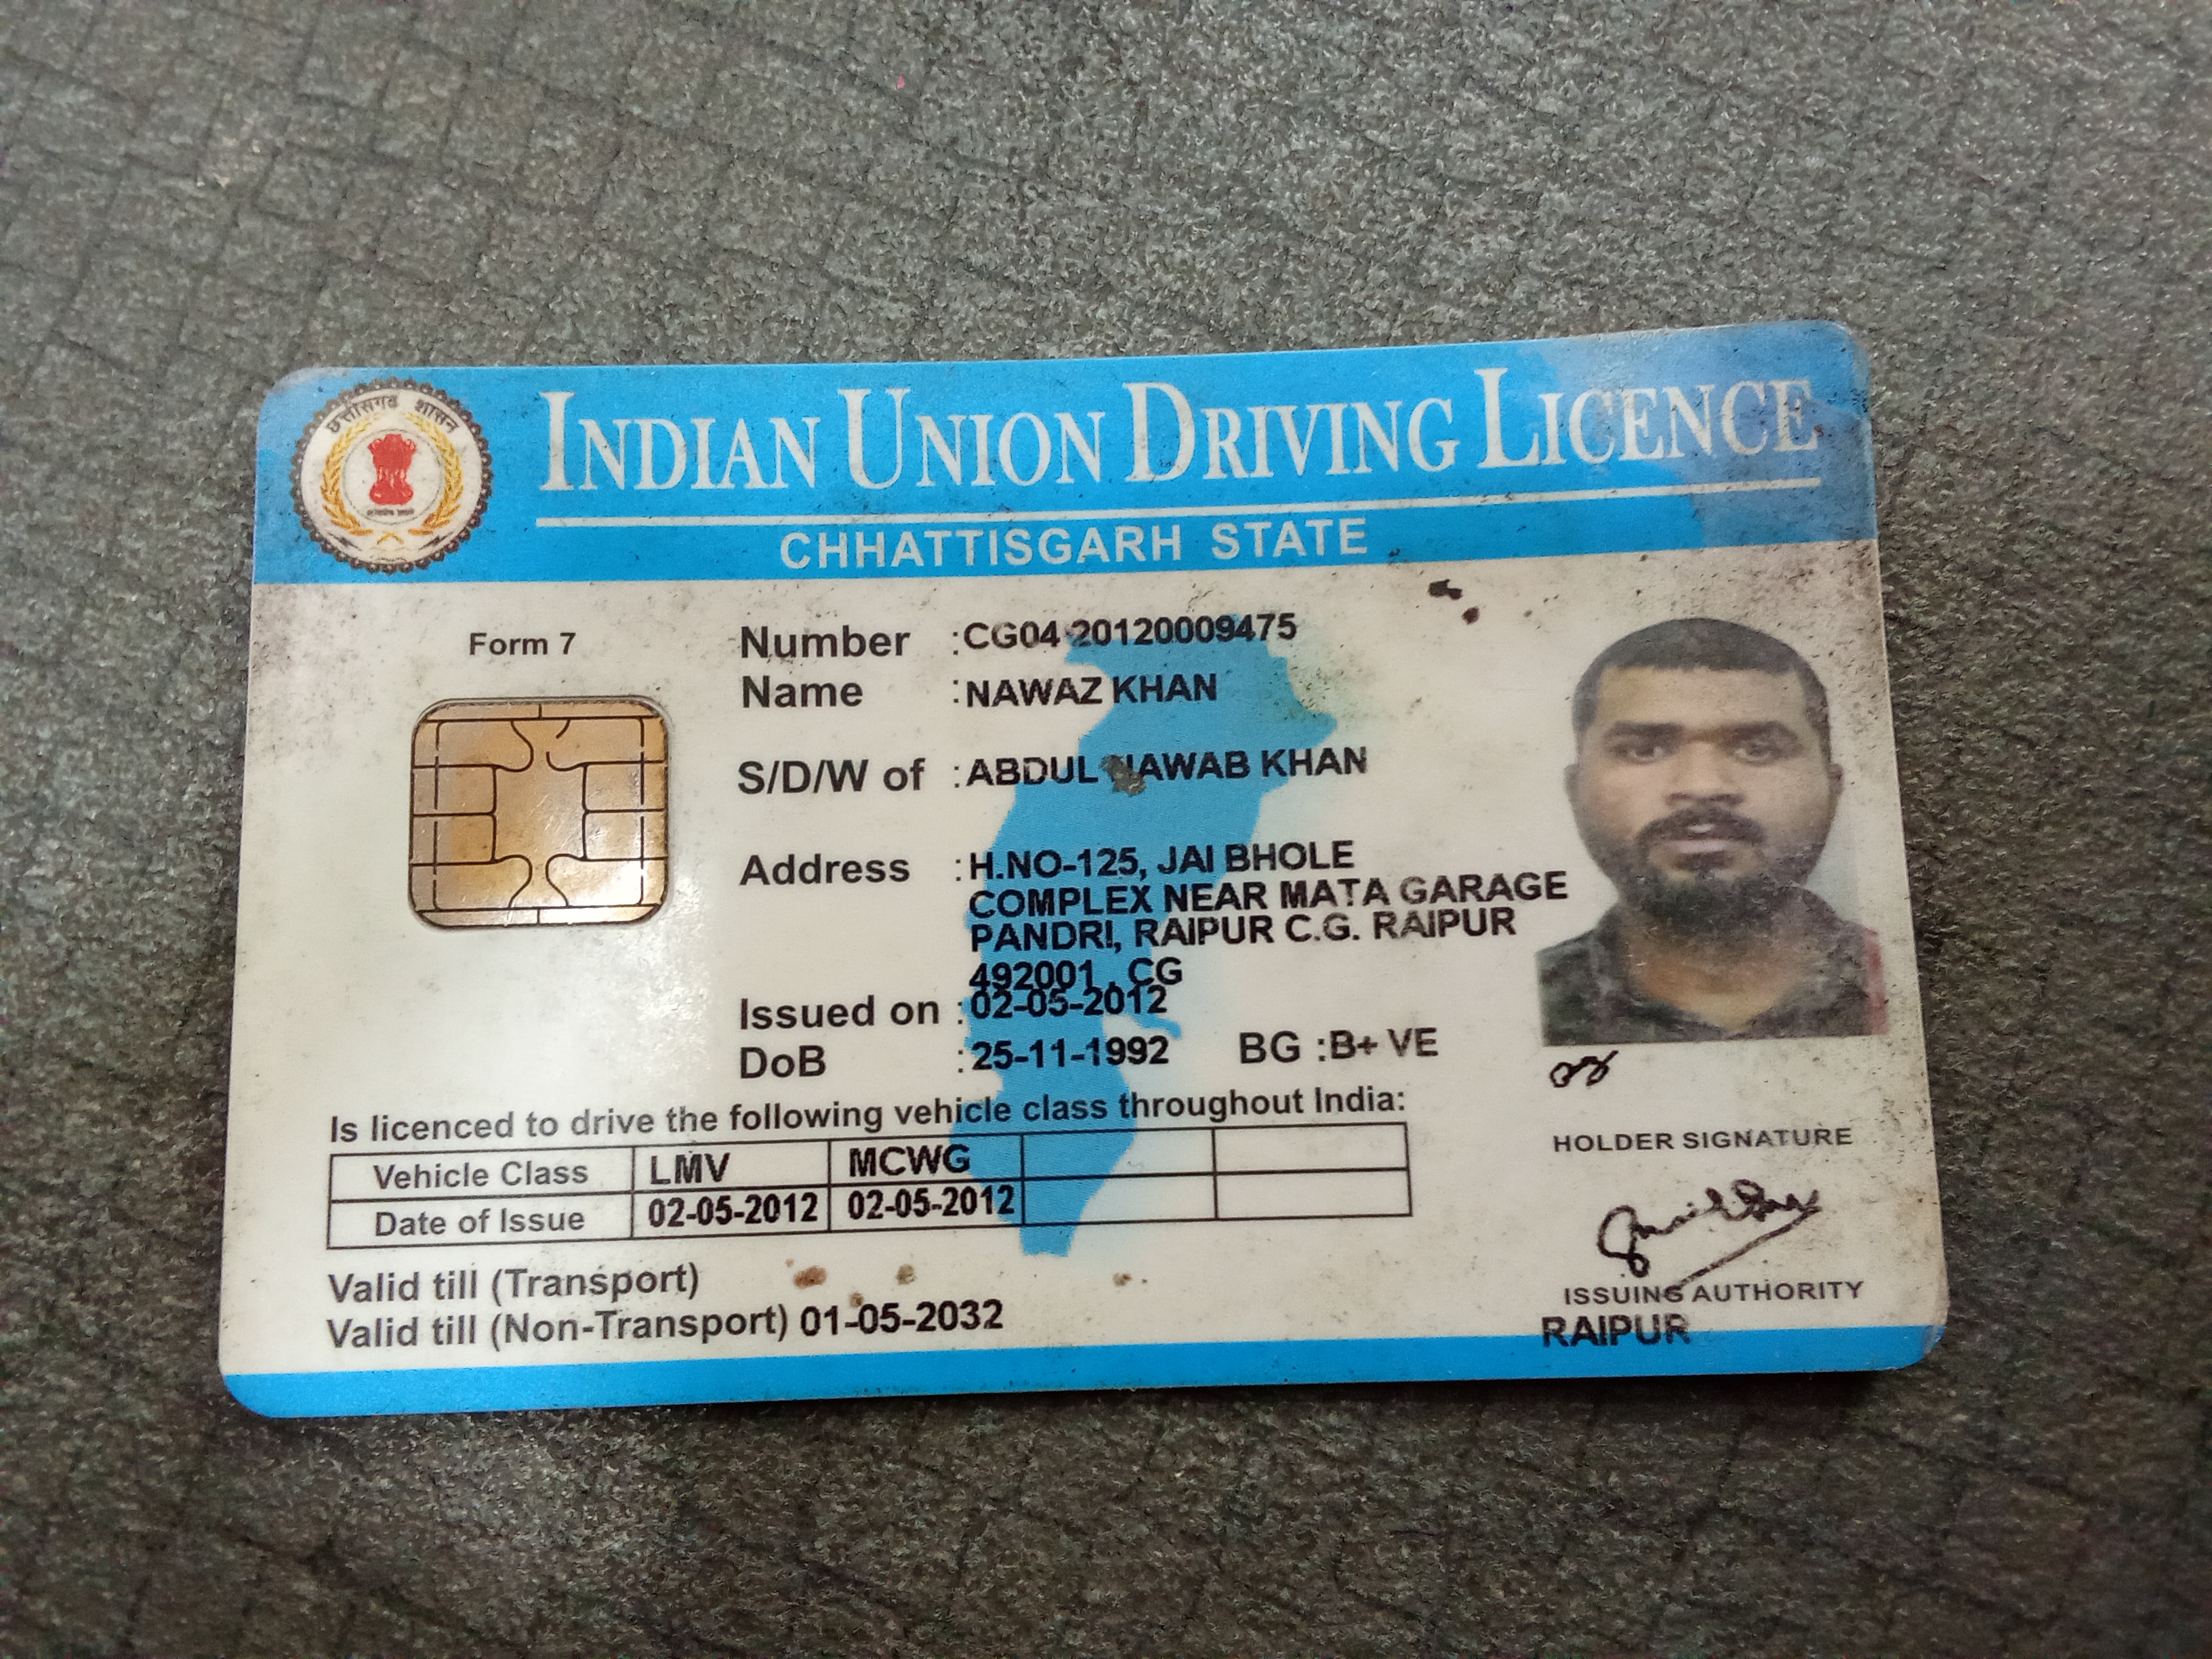 छत्तीसगढ़ शासन
INDIAN UNION DRIVING LICENCE
CHHATTISGARH STATE
Form 7
Number :CG04 20120009475
Name :NAWAZ KHAN
S/D/W of :ABDUL NAWAB KHAN
Address :H.NO-125, JAI BHOLE
COMPLEX NEAR MATA GARAGE
PANDRI, RAIPUR C.G. RAIPUR
492001 , CG
Issued on :02-05-2012
DoB :25-11-1992 BG :B+ VE
Is licenced to drive the following vehicle class throughout India:
Vehicle Class LMV MCWG
Date of Issue 02-05-2012 02-05-2012
Valid till (Transport)
Valid till (Non-Transport) 01-05-2032
HOLDER SIGNATURE
ISSUING AUTHORITY
RAIPUR